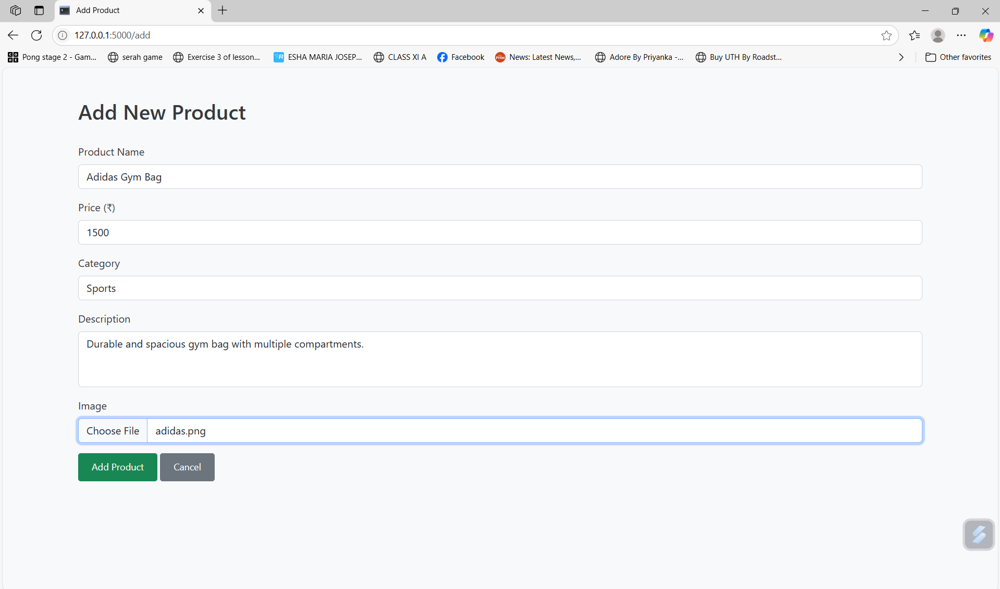 Add Product
127.0.0.1:5000/add
Pong stage 2 - Gam...
serah game
Exercise 3 of lesson...
ESHA MARIA JOSEP...
CLASS XI A
Facebook
News: Latest News,...
Adore By Priyanka -...
Buy UTH By Roadst...
Other favorites
Add New Product
Product Name
Adidas Gym Bag
Price (₹)
1500
Category
Sports
Description
Durable and spacious gym bag with multiple compartments.
Image
Choose File adidas.png
Add Product Cancel